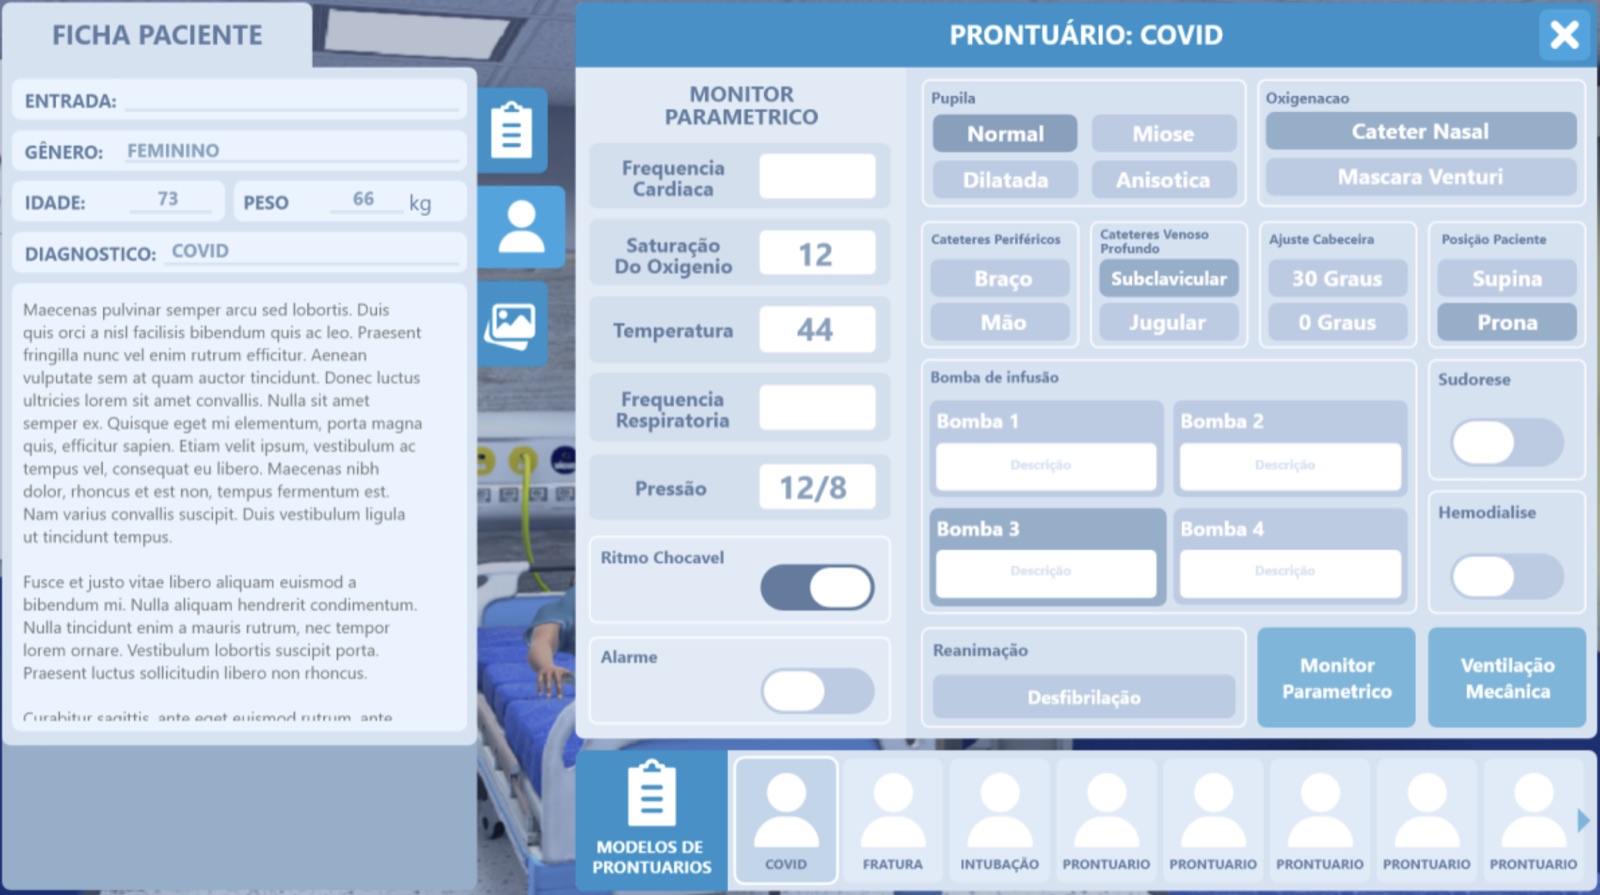 FICHA PACIENTE
ENTRADA:
GÊNERO: FEMININO
IDADE: 73 PESO 66 kg
DIAGNOSTICO: COVID
Maecenas pulvinar semper arcu sed lobortis. Duis
quis orci a nisl facilisis bibendum quis ac leo. Praesent
fringilla nunc vel enim rutrum efficitur. Aenean
vulputate sem at quam auctor tincidunt. Donec luctus
ultricies lorem sit amet convallis. Nulla sit amet
semper ex. Quisque eget mi elementum, porta magna
quis, efficitur sapien. Etiam velit ipsum, vestibulum ac
tempus vel, consequat eu libero. Maecenas nibh
dolor, rhoncus et est non, tempus fermentum est.
Nam varius convallis suscipit. Duis vestibulum ligula
ut tincidunt tempus.
Fusce et justo vitae libero aliquam euismod a
bibendum mi. Nulla aliquam hendrerit condimentum.
Nulla tincidunt enim a mauris rutrum, nec tempor
lorem ornare. Vestibulum lobortis suscipit porta.
Praesent luctus sollicitudin libero non rhoncus.
Curabitur sagittis, ante eget euismod rutrum, ante
PRONTUÁRIO: COVID
MONITOR
PARAMETRICO
Frequencia
Cardiaca
Saturação
Do Oxigenio
12
Temperatura
44
Frequencia
Respiratoria
Pressão
12/8
Ritmo Chocavel
Alarme
Pupila
Normal
Miose
Dilatada
Anisotica
Oxigenacao
Cateter Nasal
Mascara Venturi
Cateteres Periféricos
Braço
Mão
Cateteres Venoso
Profundo
Subclavicular
Jugular
Ajuste Cabeceira
30 Graus
0 Graus
Posição Paciente
Supina
Prona
Bomba de infusão
Bomba 1
Descrição
Bomba 2
Descrição
Bomba 3
Descrição
Bomba 4
Descrição
Sudorese
Hemodialise
Reanimação
Desfibrilação
Monitor
Parametrico
Ventilação
Mecânica
MODELOS DE
PRONTUARIOS
COVID
FRATURA
INTUBAÇÃO
PRONTUARIO
PRONTUARIO
PRONTUARIO
PRONTUARIO
PRONTUARIO